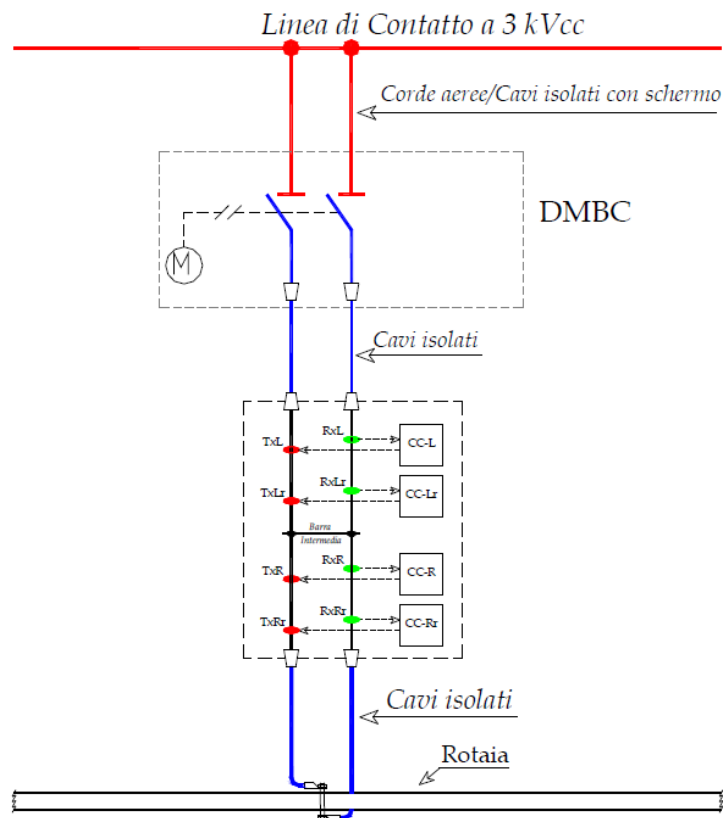 Linea di Contatto a 3 kVcc
Corde aeree/Cavi isolati con schermo
DMBC
M
Cavi isolati
TxL
RxL
CC-L
TxLr
RxLr
CC-Lr
Barra
Intermedia
TxR
RxR
CC-R
TxRr
RxRr
CC-Rr
Cavi isolati
Rotaia